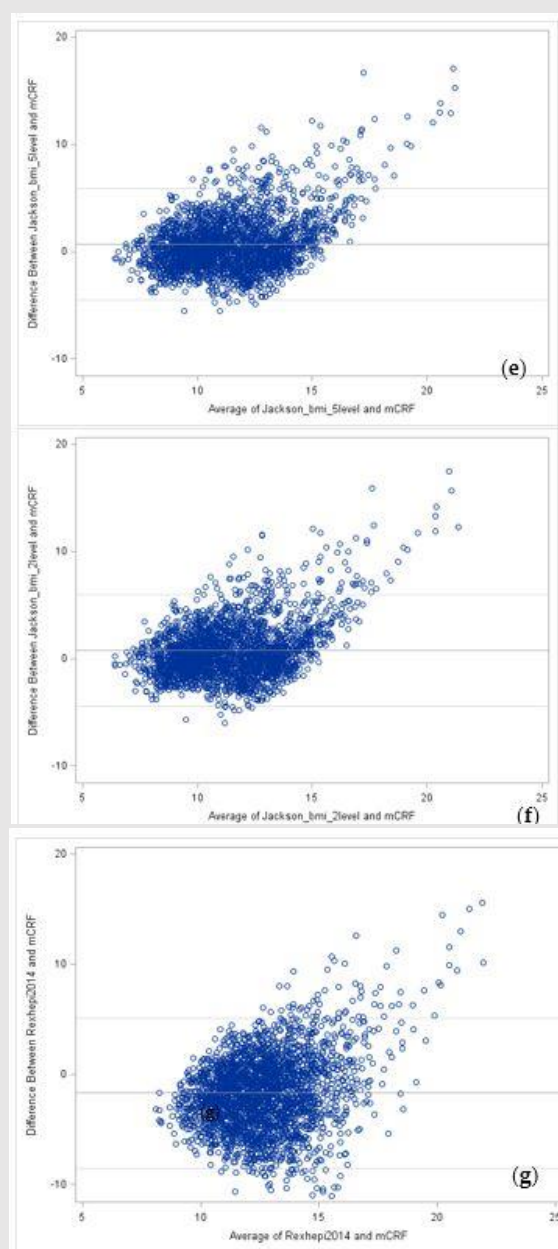 20
10
0
-10
Difference Between Jackson_bmi_5level and mCRF
5 10 15 20 25
Average of Jackson_bmi_5level and mCRF
(e)
20
10
0
-10
Difference Between Jackson_bmi_2level and mCRF
5 10 15 20 25
Average of Jackson_bmi_2level and mCRF
(f)
20
10
0
-10
Difference Between Rexhepi2014 and mCRF
10 15 20 25
Average of Rexhepi2014 and mCRF
(g)